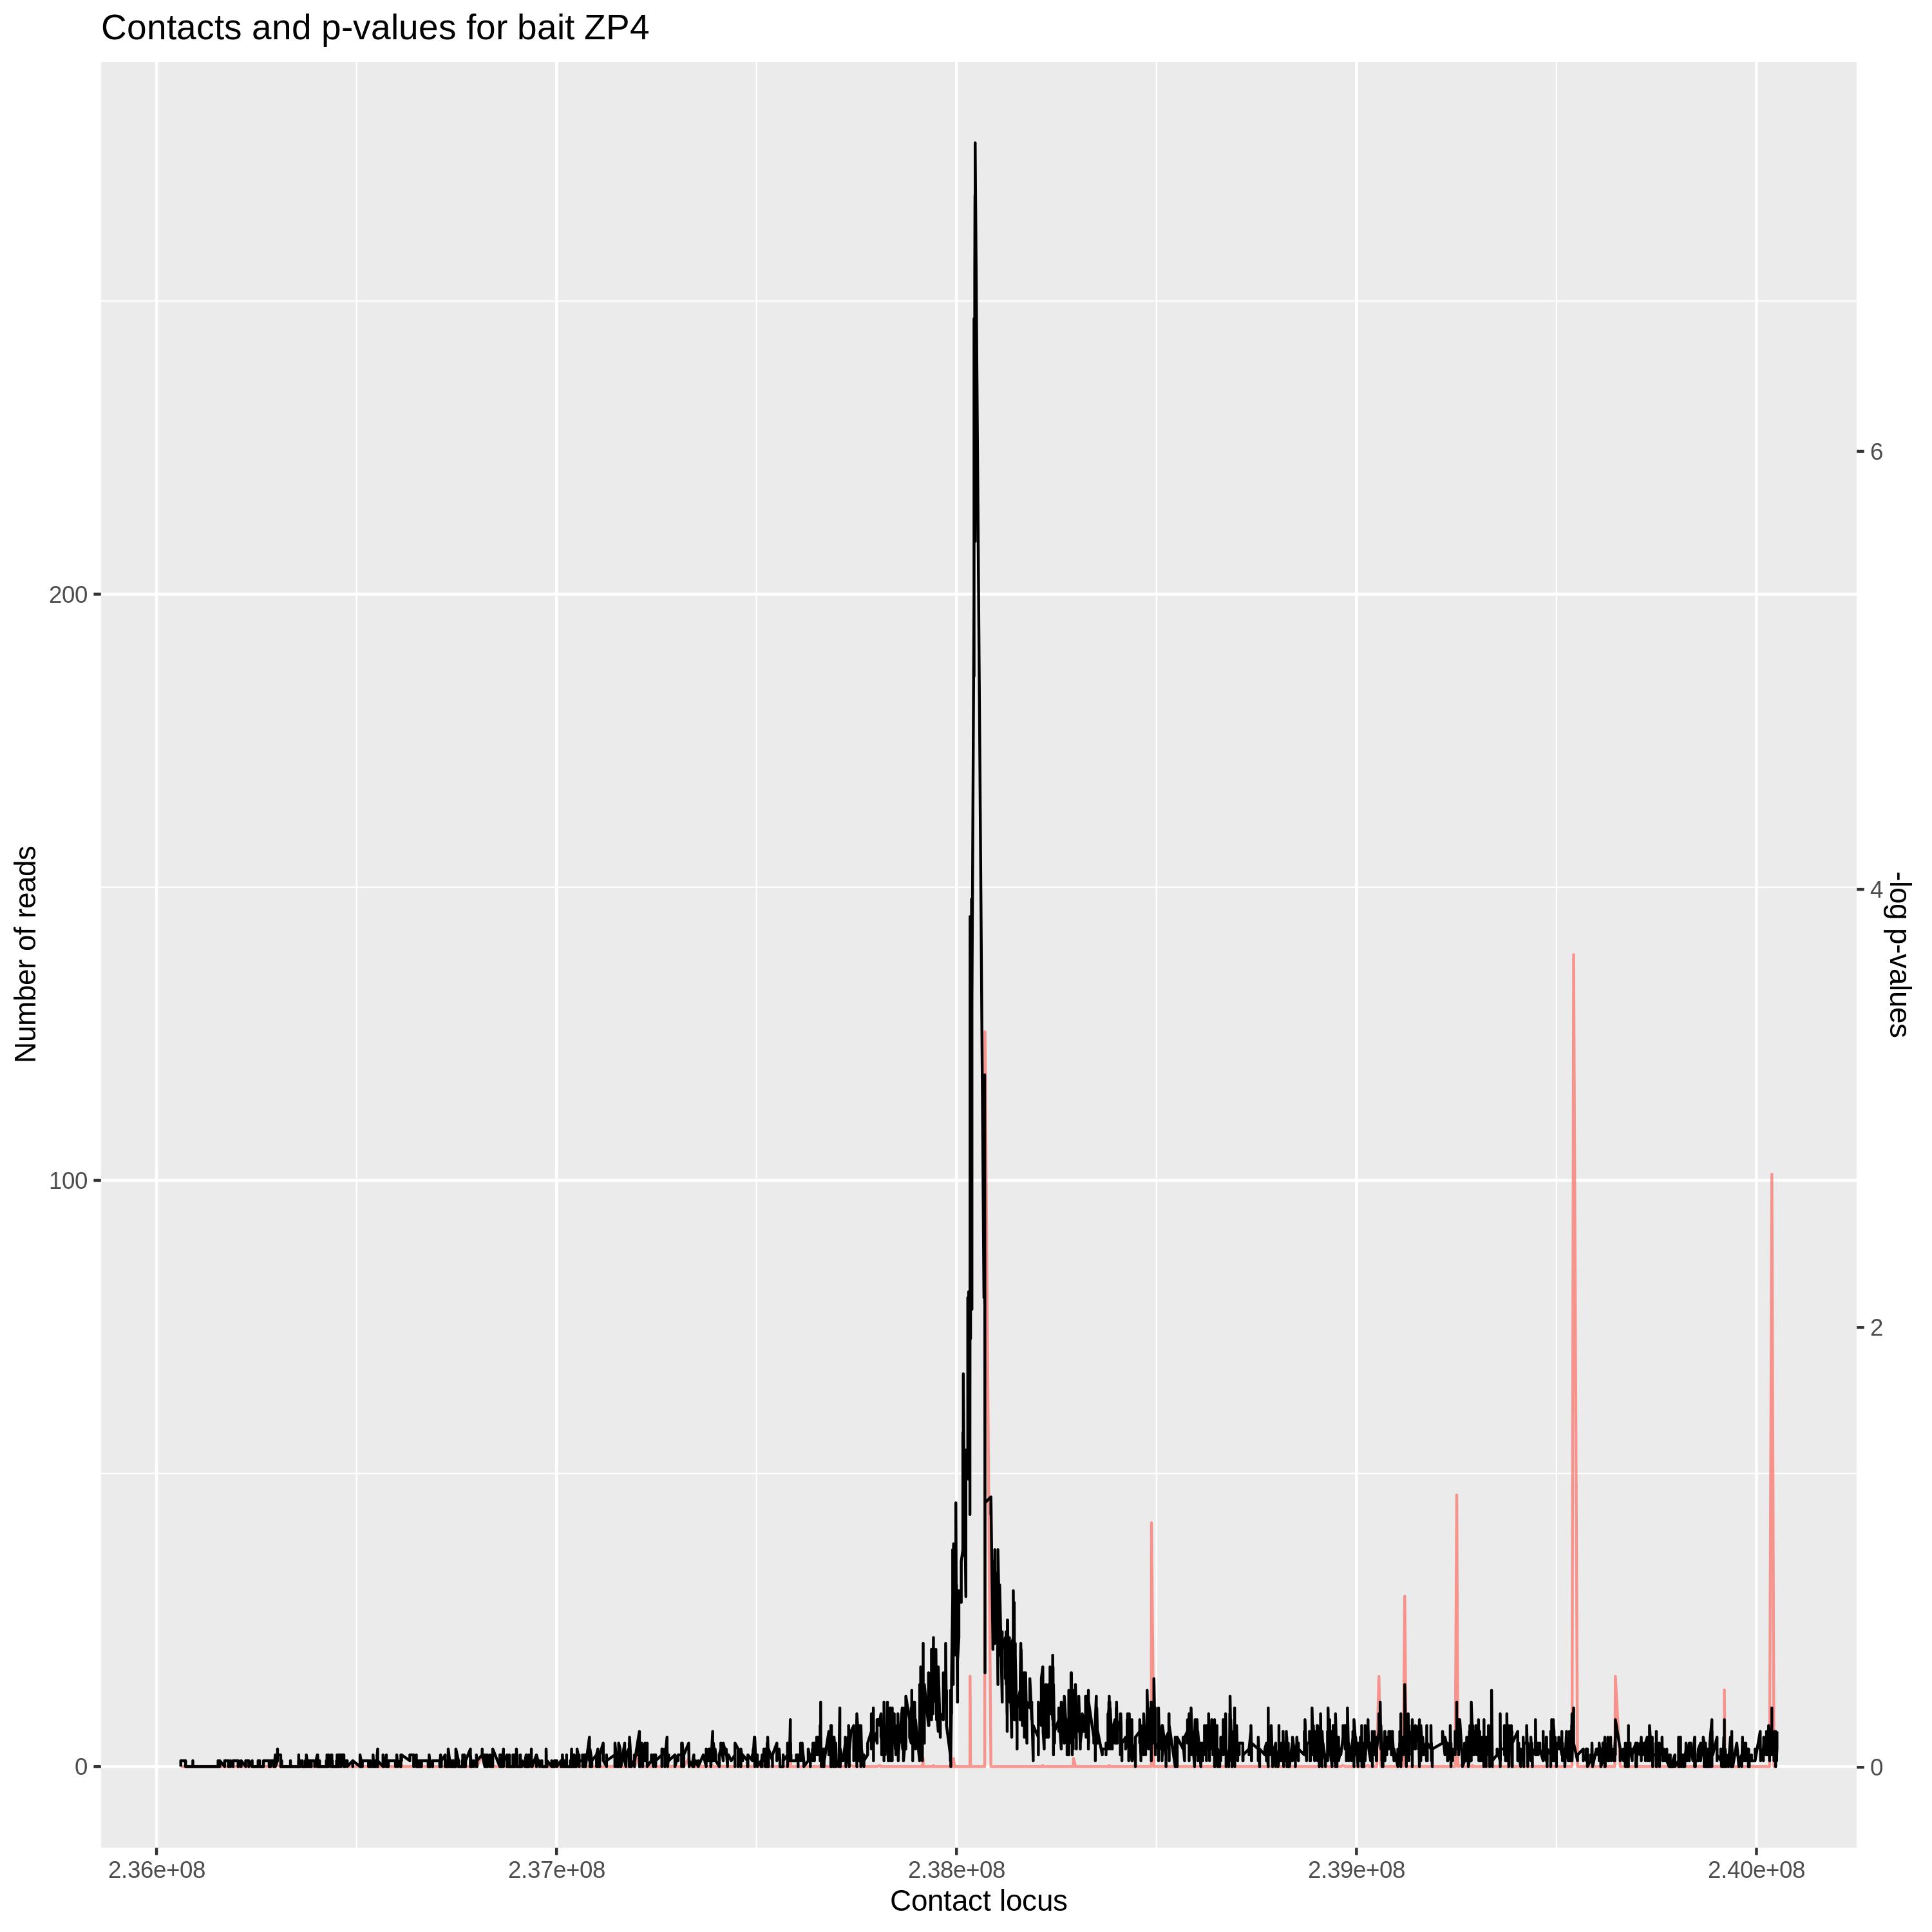 Contacts and p-values for bait ZP4
Number of reads
200
100
0
6
4
2
0
-log p-values
2.36e+08
2.37e+08
2.38e+08
2.39e+08
2.40e+08
Contact locus